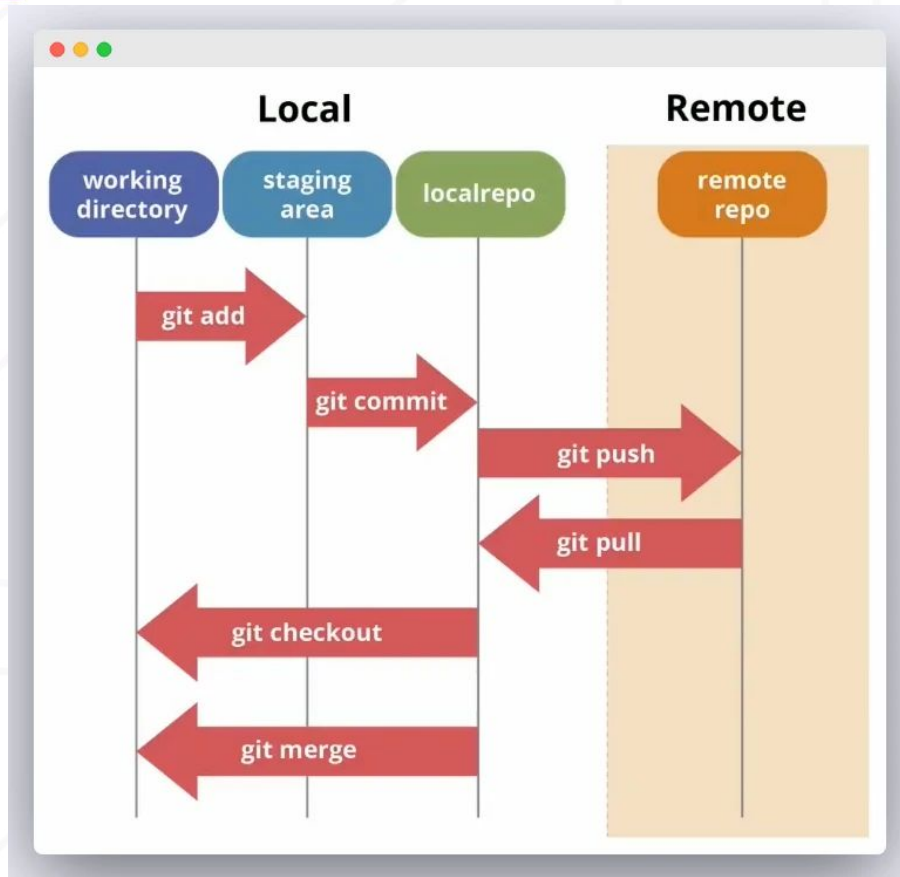 Local
Remote
working
directory
staging
area
localrepo
remote
repo
git add
git commit
git push
git pull
git checkout
git merge